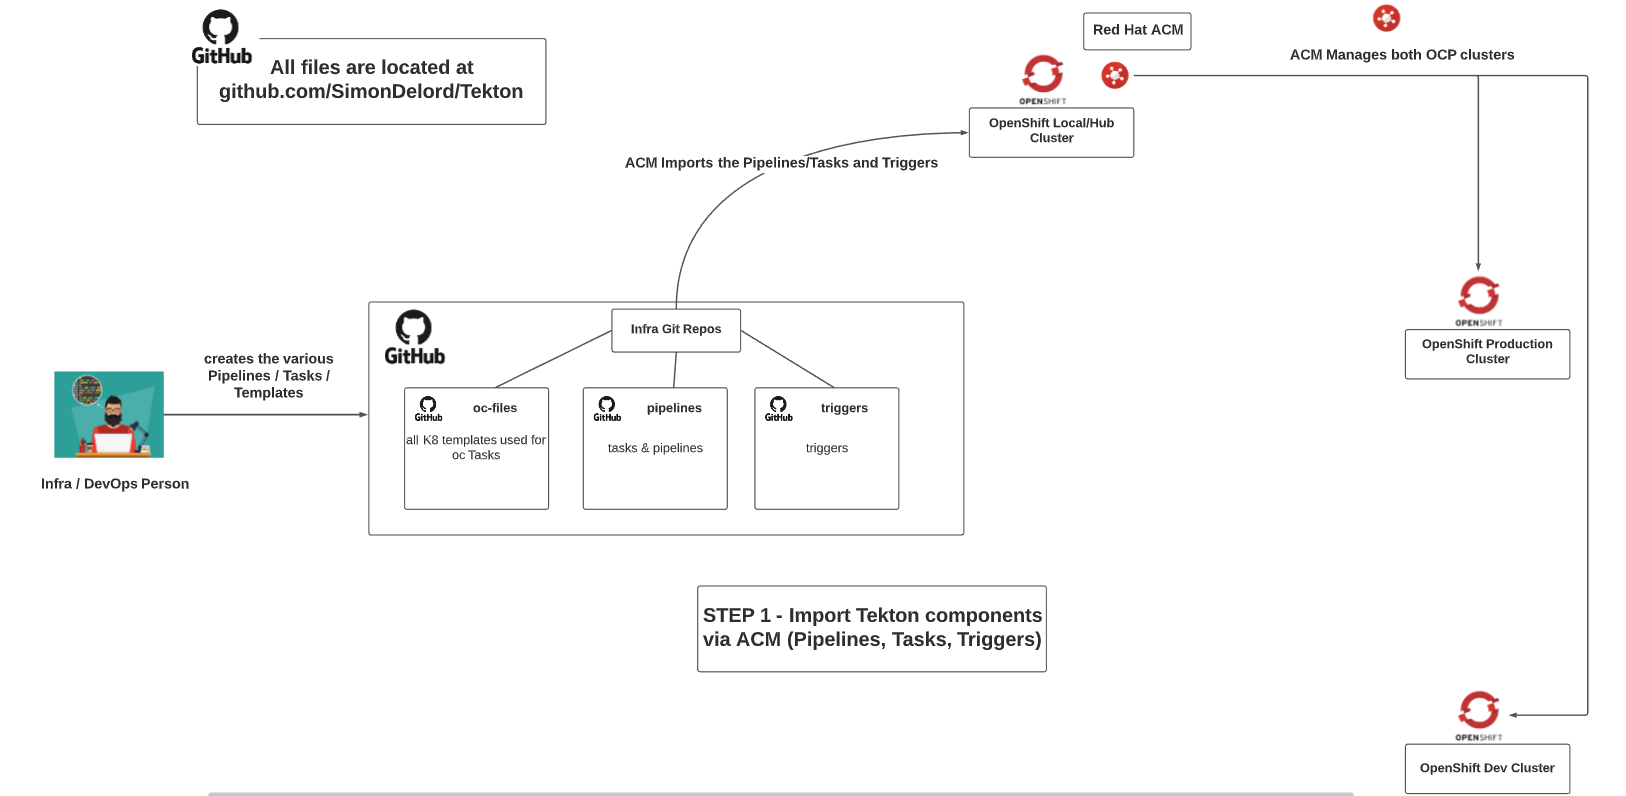 GitHub
All files are located at
github.com/SimonDelord/Tekton
Red Hat ACM
ACM Manages both OCP clusters
OPENSHIFT
OpenShift Local/Hub
Cluster
ACM Imports the Pipelines/Tasks and Triggers
OPENSHIFT
OpenShift Production
Cluster
creates the various
Pipelines / Tasks /
Templates
Infra / DevOps Person
GitHub
Infra Git Repos
GitHub
oc-files
all K8 templates used for
oc Tasks
GitHub
pipelines
tasks & pipelines
GitHub
triggers
triggers
STEP 1 - Import Tekton components
via ACM (Pipelines, Tasks, Triggers)
OPENSHIFT
OpenShift Dev Cluster